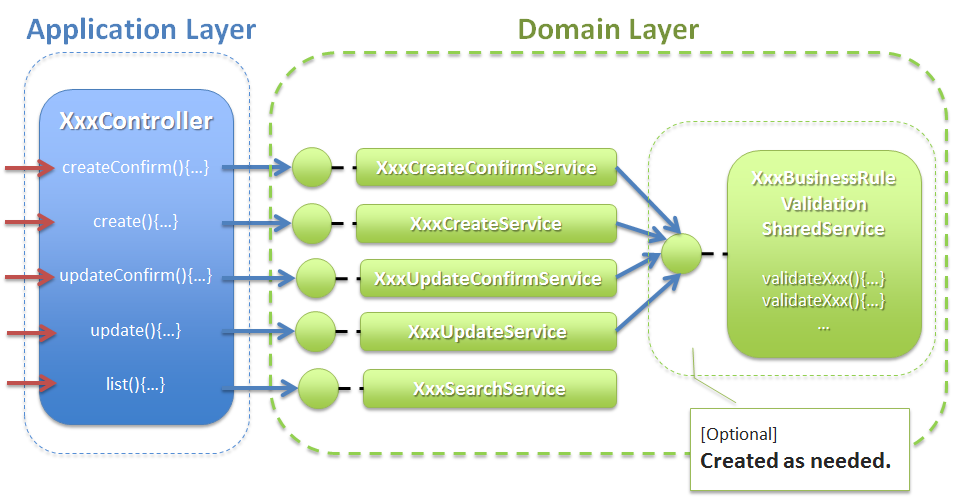 Application Layer
Domain Layer
XxxController
createConfirm(){...}
create(){...}
updateConfirm(){...}
update(){...}
list(){...}
XxxCreateConfirmService
XxxCreateService
XxxUpdateConfirmService
XxxUpdateService
XxxSearchService
XxxBusinessRule
Validation
SharedService
validateXxx(){...}
validateXxx(){...}
...
[Optional]
Created as needed.